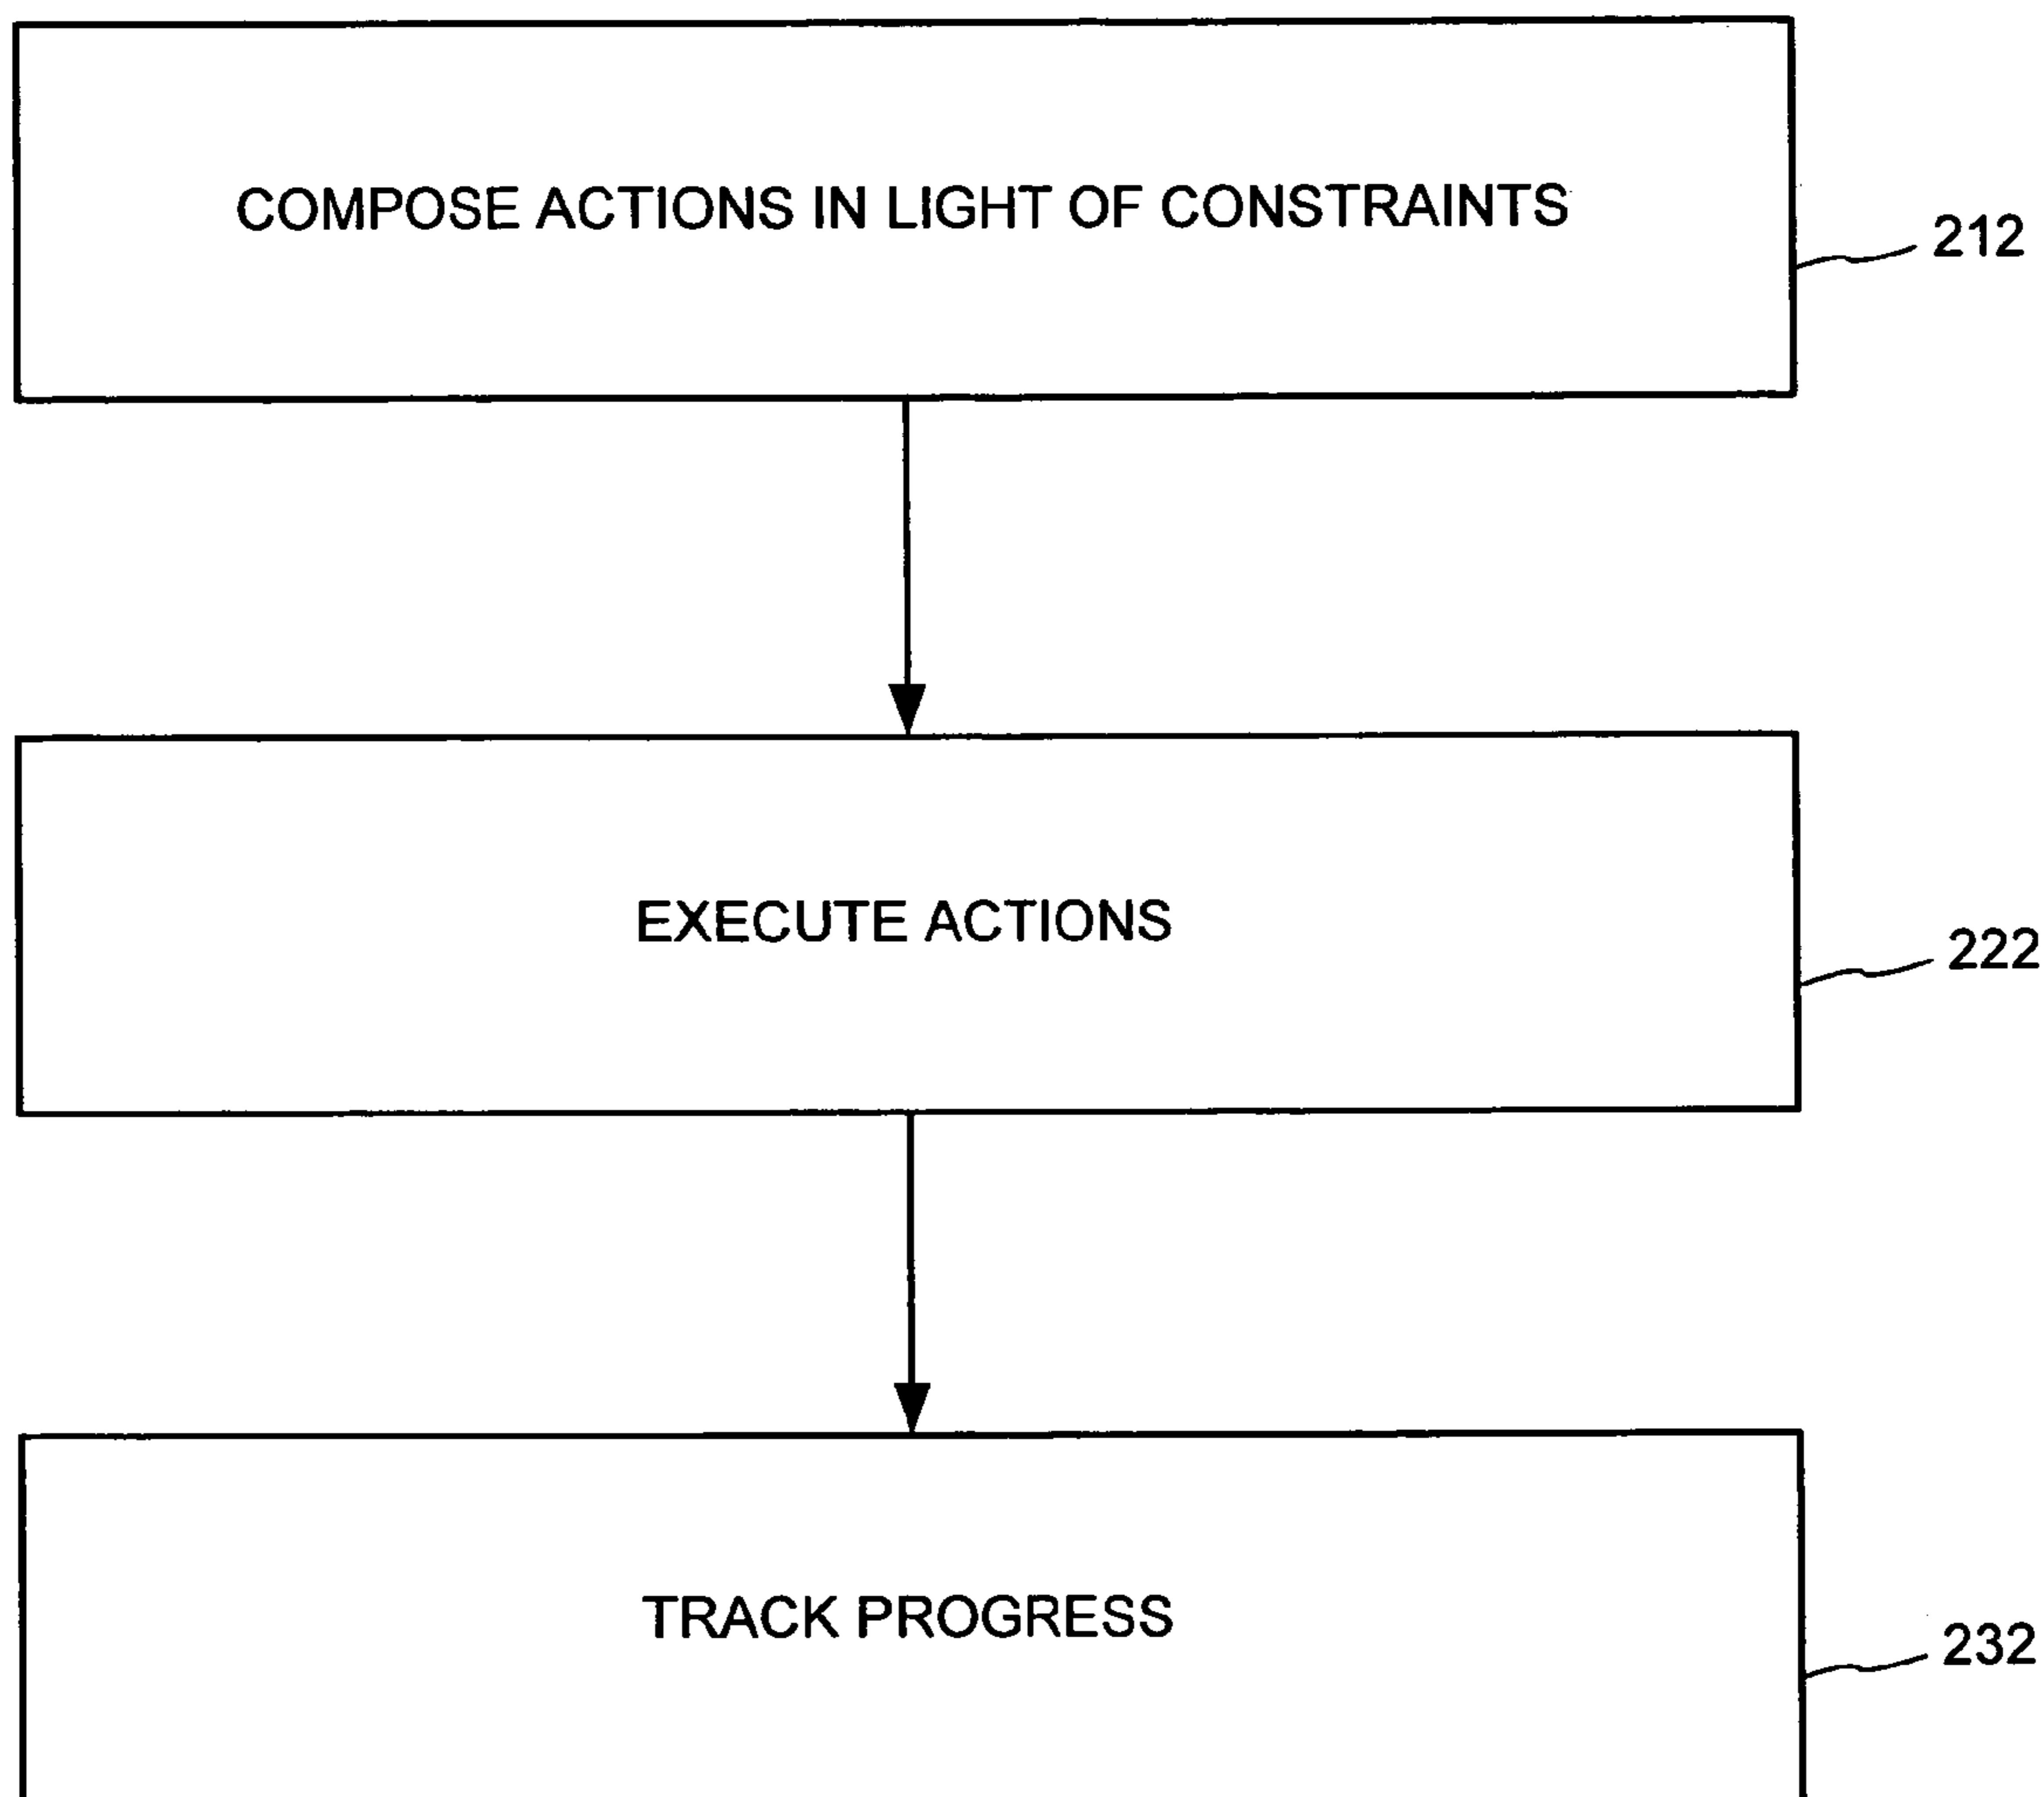 COMPOSE ACTIONS IN LIGHT OF CONSTRAINTS
212
EXECUTE ACTIONS
222
TRACK PROGRESS
232